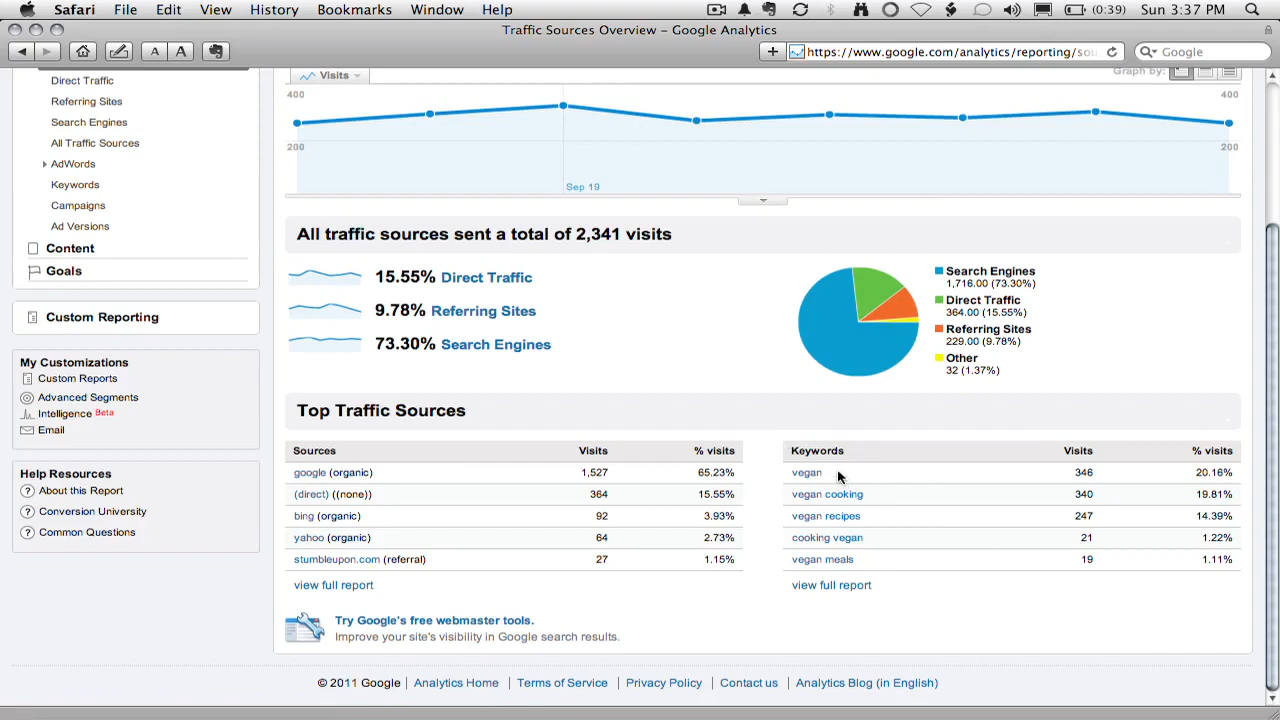 Safari File Edit View History Bookmarks Window Help (0:39) Sun 3:37 PM
Traffic Sources Overview – Google Analytics
A A https://www.google.com/analytics/reporting/sou Google
Direct Traffic
Referring Sites
Search Engines
All Traffic Sources
AdWords
Keywords
Campaigns
Ad Versions
Content
Goals
Custom Reporting
My Customizations
Custom Reports
Advanced Segments
Intelligence Beta
Email
Help Resources
About this Report
Conversion University
Common Questions
Visits
Graph by:
400 400
200 200
Sep 19
All traffic sources sent a total of 2,341 visits
15.55% Direct Traffic
9.78% Referring Sites
73.30% Search Engines
Search Engines
1,716.00 (73.30%)
Direct Traffic
364.00 (15.55%)
Referring Sites
229.00 (9.78%)
Other
32 (1.37%)
Top Traffic Sources
Sources Visits % visits
google (organic) 1,527 65.23%
(direct) ((none)) 364 15.55%
bing (organic) 92 3.93%
yahoo (organic) 64 2.73%
stumbleupon.com (referral) 27 1.15%
view full report
Keywords Visits % visits
vegan 346 20.16%
vegan cooking 340 19.81%
vegan recipes 247 14.39%
cooking vegan 21 1.22%
vegan meals 19 1.11%
view full report
Try Google's free webmaster tools.
Improve your site's visibility in Google search results.
© 2011 Google | Analytics Home | Terms of Service | Privacy Policy | Contact us | Analytics Blog (in English)